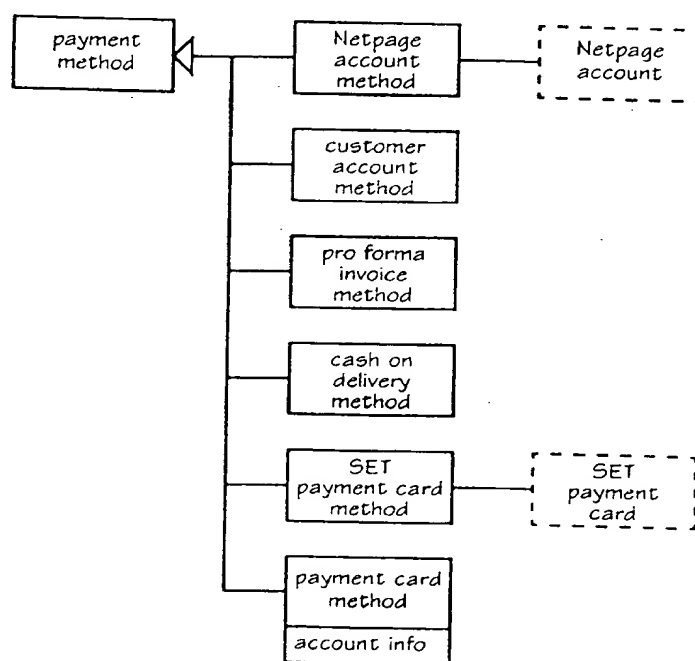 payment
method
Netpage
account
method
Netpage
account
customer
account
method
pro forma
invoice
method
cash on
delivery
method
SET
payment card
method
SET
payment
card
payment card
method
account info